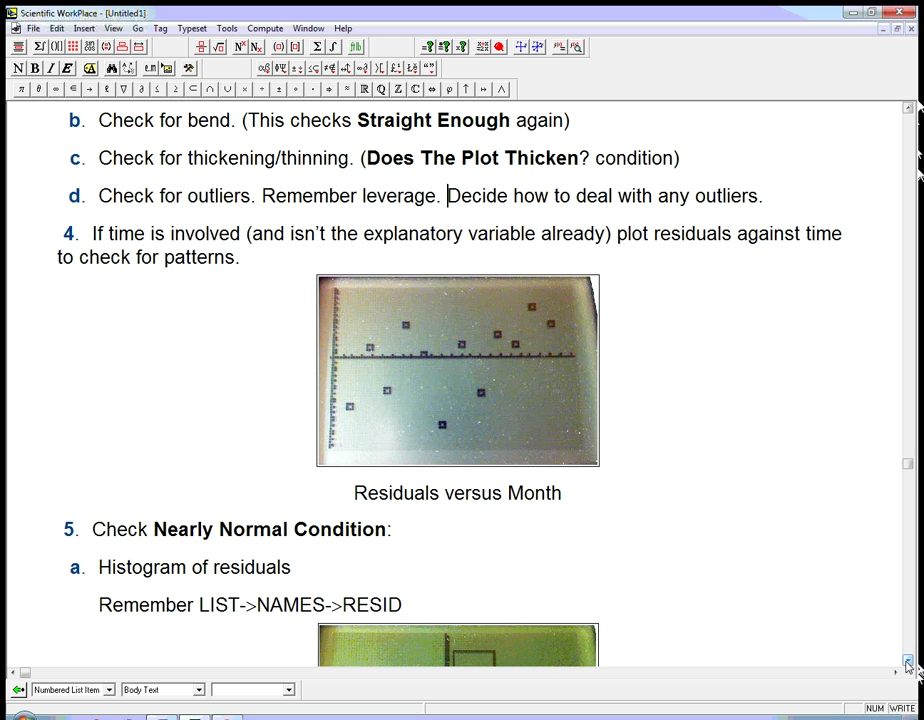 Scientific WorkPlace - [Untitled1]
File Edit Insert View Go Tag Typeset Tools Compute Window Help
b. Check for bend. (This checks Straight Enough again)
c. Check for thickening/thinning. (Does The Plot Thicken? condition)
d. Check for outliers. Remember leverage. Decide how to deal with any outliers.
4. If time is involved (and isn't the explanatory variable already) plot residuals against time
to check for patterns.
Residuals versus Month
5. Check Nearly Normal Condition:
a. Histogram of residuals
Remember LIST->NAMES->RESID
Numbered List Item Body Text
NUM WRITE